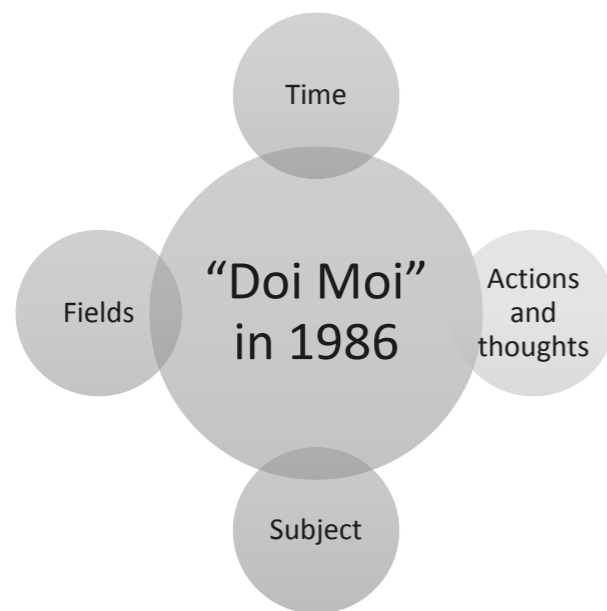 Time
Fields
“Doi Moi”
in 1986
Actions
and
thoughts
Subject